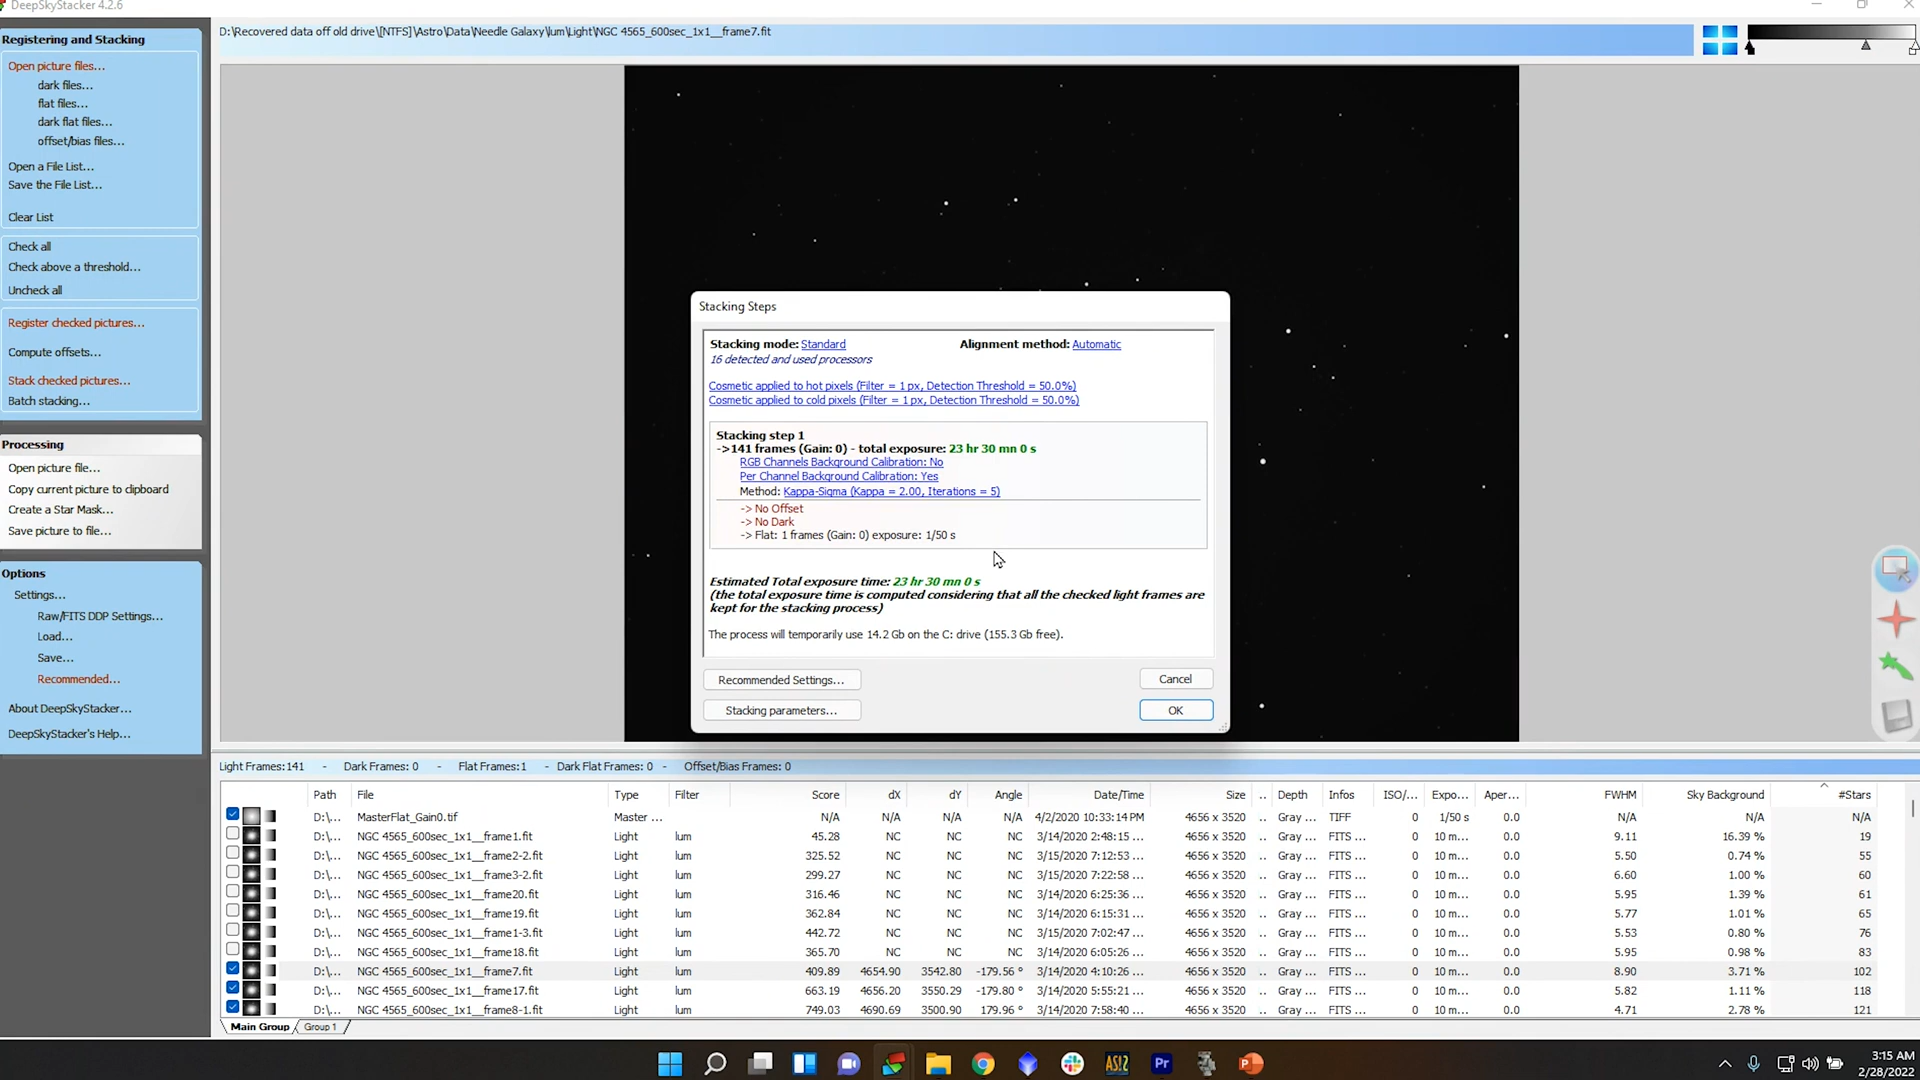 DeepSkyStacker 4.2.6
Registering and Stacking
Open picture files...
dark files...
flat files...
dark flat files...
offset/bias files...
Open a File List...
Save the File List...
Clear List
Check all
Check above a threshold...
Uncheck all
Register checked pictures...
Compute offsets...
Stack checked pictures...
Batch stacking...
Processing
Open picture file...
Copy current picture to clipboard
Create a Star Mask...
Save picture to file...
Options
Settings...
Raw/FITS DDP Settings...
Load...
Save...
Recommended...
About DeepSkyStacker...
DeepSkyStacker's Help...
D:\Recovered data off old drive\[NTFS]\Astro\Data\Needle Galaxy\lum\Light\NGC 4565_600sec_1x1__frame7.fit
Stacking Steps
Stacking mode: Standard Alignment method: Automatic
16 detected and used processors
Cosmetic applied to hot pixels (Filter = 1 px, Detection Threshold = 50.0%)
Cosmetic applied to cold pixels (Filter = 1 px, Detection Threshold = 50.0%)
Stacking step 1
->141 frames (Gain: 0) - total exposure: 23 hr 30 mn 0 s
RGB Channels Background Calibration: No
Per Channel Background Calibration: Yes
Method: Kappa-Sigma (Kappa = 2.00, Iterations = 5)
-> No Offset
-> No Dark
-> Flat: 1 frames (Gain: 0) exposure: 1/50 s
Estimated Total exposure time: 23 hr 30 mn 0 s
(the total exposure time is computed considering that all the checked light frames are
kept for the stacking process)
The process will temporarily use 14.2 Gb on the C: drive (155.3 Gb free).
Recommended Settings... Cancel
Stacking parameters... OK
Light Frames:141 - Dark Frames: 0 - Flat Frames:1 - Dark Flat Frames: 0 - Offset/Bias Frames: 0
Path File Type Filter Score dX dY Angle Date/Time Size .. Depth Infos ISO/... Expo... Aper... FWHM Sky Background #Stars
D:\... MasterFlat_Gain0.tif Master ... N/A N/A N/A N/A 4/2/2020 10:33:14 PM 4656 x 3520 .. Gray ... TIFF 0 1/50 s 0.0 N/A N/A N/A
D:\... NGC 4565_600sec_1x1__frame1.fit Light lum 45.28 NC NC NC 3/14/2020 2:48:15 ... 4656 x 3520 .. Gray ... FITS ... 0 10 m... 0.0 9.11 16.39 % 19
D:\... NGC 4565_600sec_1x1__frame2-2.fit Light lum 325.52 NC NC NC 3/15/2020 7:12:53 ... 4656 x 3520 .. Gray ... FITS ... 0 10 m... 0.0 5.50 0.74 % 55
D:\... NGC 4565_600sec_1x1__frame3-2.fit Light lum 299.27 NC NC NC 3/15/2020 7:22:58 ... 4656 x 3520 .. Gray ... FITS ... 0 10 m... 0.0 6.60 1.00 % 60
D:\... NGC 4565_600sec_1x1__frame20.fit Light lum 316.46 NC NC NC 3/14/2020 6:25:36 ... 4656 x 3520 .. Gray ... FITS ... 0 10 m... 0.0 5.95 1.39 % 61
D:\... NGC 4565_600sec_1x1__frame19.fit Light lum 362.84 NC NC NC 3/14/2020 6:15:31 ... 4656 x 3520 .. Gray ... FITS ... 0 10 m... 0.0 5.77 1.01 % 65
D:\... NGC 4565_600sec_1x1__frame1-3.fit Light lum 442.72 NC NC NC 3/15/2020 7:02:47 ... 4656 x 3520 .. Gray ... FITS ... 0 10 m... 0.0 5.53 0.80 % 76
D:\... NGC 4565_600sec_1x1__frame18.fit Light lum 365.70 NC NC NC 3/14/2020 6:05:26 ... 4656 x 3520 .. Gray ... FITS ... 0 10 m... 0.0 5.95 0.98 % 83
D:\... NGC 4565_600sec_1x1__frame7.fit Light lum 409.89 4654.90 3542.80 -179.56 ° 3/14/2020 4:10:26 ... 4656 x 3520 .. Gray ... FITS ... 0 10 m... 0.0 8.90 3.71 % 102
D:\... NGC 4565_600sec_1x1__frame17.fit Light lum 663.19 4656.20 3550.29 -179.80 ° 3/14/2020 5:55:21 ... 4656 x 3520 .. Gray ... FITS ... 0 10 m... 0.0 5.82 1.11 % 118
D:\... NGC 4565_600sec_1x1__frame8-1.fit Light lum 749.03 4690.69 3500.90 179.96 ° 3/14/2020 7:58:40 ... 4656 x 3520 .. Gray ... FITS ... 0 10 m... 0.0 4.71 2.78 % 121
Main Group Group 1
AS!2 Pr P
3:15 AM
2/28/2022